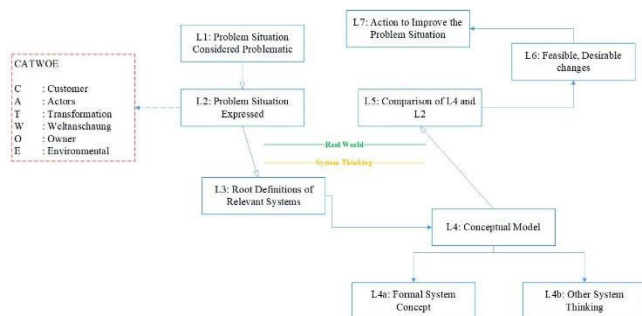 L1: Problem Situation
Considered Problematic
L7: Action to Improve the
Problem Situation
L6: Feasible, Desirable
changes
CATWOE
C : Customer
A : Actors
T : Transformation
W : Weltanschaung
O : Owner
E : Environmental
L2: Problem Situation
Expressed
L5: Comparison of L4 and
L2
Real World
System Thinking
L3: Root Definitions of
Relevant Systems
L4: Conceptual Model
L4a: Formal System
Concept
L4b: Other System
Thinking